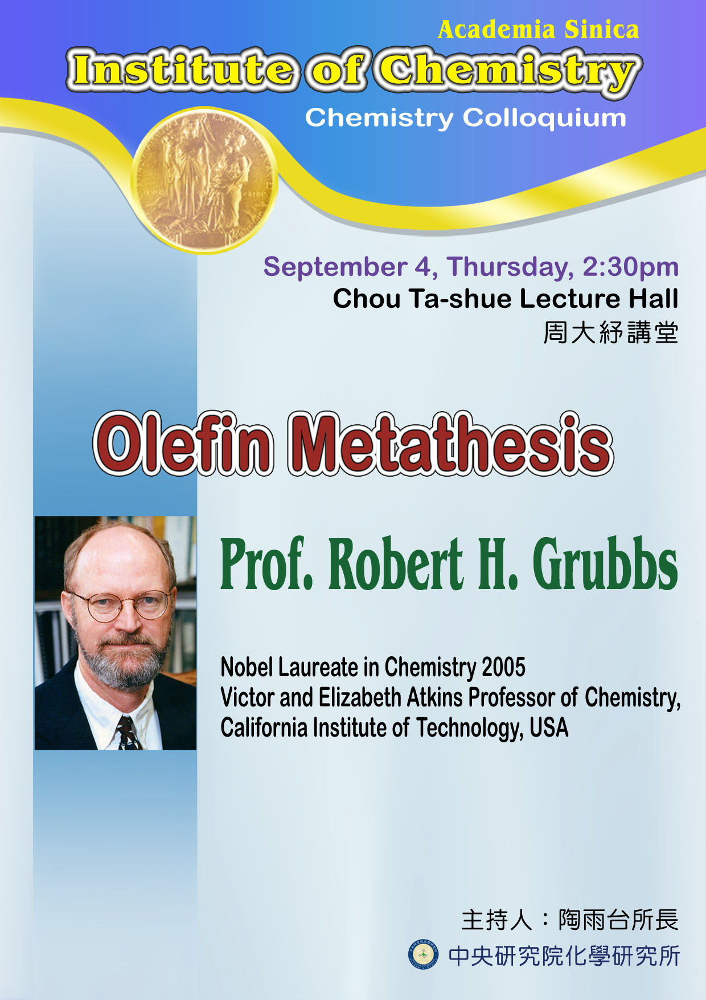 Academia Sinica
Institute of Chemistry
Chemistry Colloquium
September 4, Thursday, 2:30pm
Chou Ta-shue Lecture Hall
周大紓講堂
Olefin Metathesis
Prof. Robert H. Grubbs
Nobel Laureate in Chemistry 2005
Victor and Elizabeth Atkins Professor of Chemistry,
California Institute of Technology, USA
主持人：陶雨台所長
中央研究院化學研究所